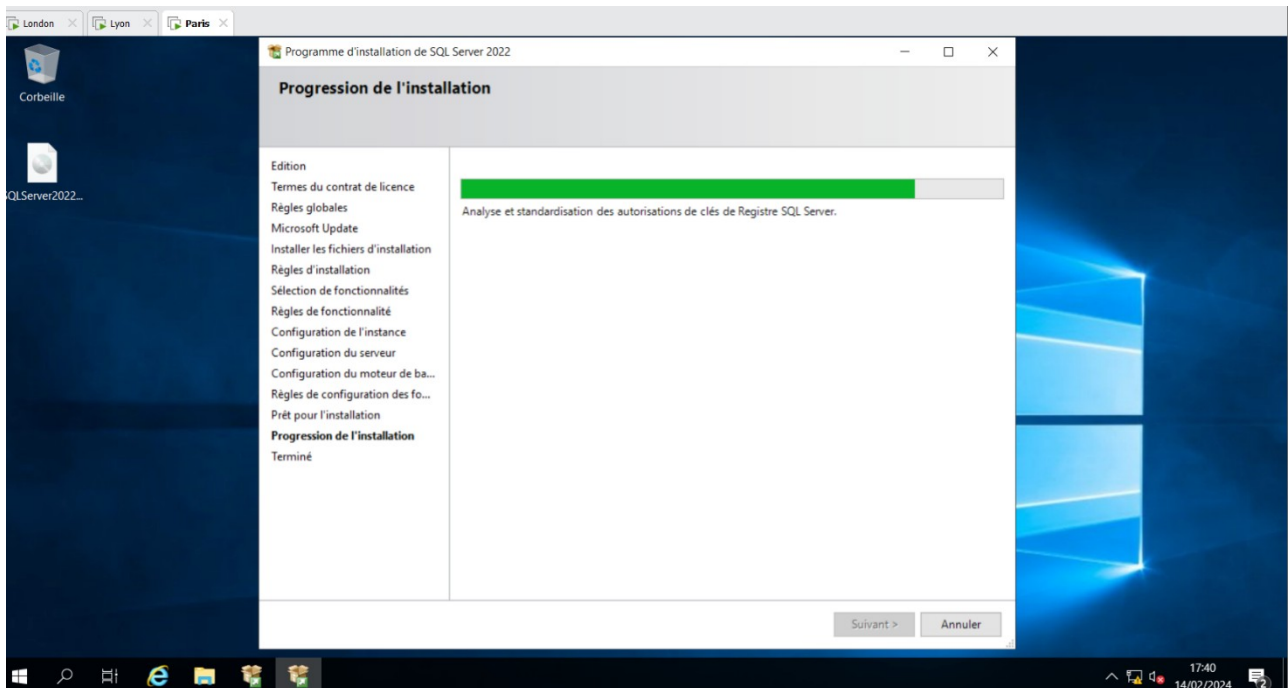 London
Lyon
Paris
Corbeille
SQLServer2022...
Programme d'installation de SQL Server 2022
Progression de l'installation
Edition
Termes du contrat de licence
Règles globales
Microsoft Update
Installer les fichiers d'installation
Règles d'installation
Sélection de fonctionnalités
Règles de fonctionnalité
Configuration de l'instance
Configuration du serveur
Configuration du moteur de ba...
Règles de configuration des fo...
Prêt pour l'installation
Progression de l'installation
Terminé
Analyse et standardisation des autorisations de clés de Registre SQL Server.
Suivant >
Annuler
17:40
14/02/2024
2